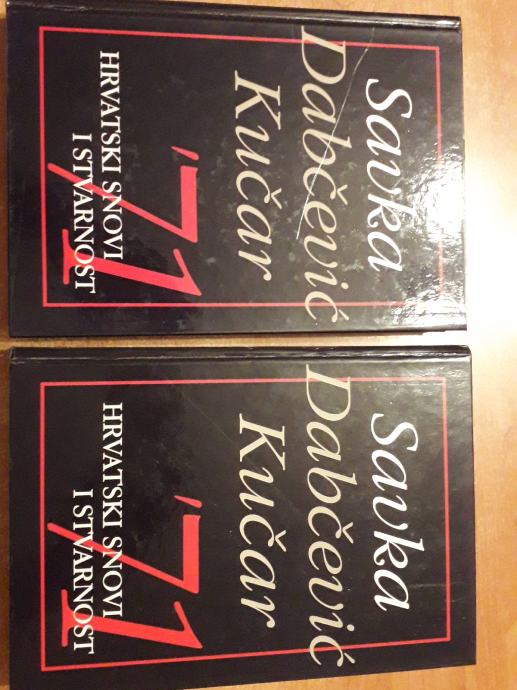 Savka
Dabčević
Kučar
'71
HRVATSKI SNOVI
I STVARNOST
Savka
Dabčević
Kučar
'71
HRVATSKI SNOVI
I STVARNOST